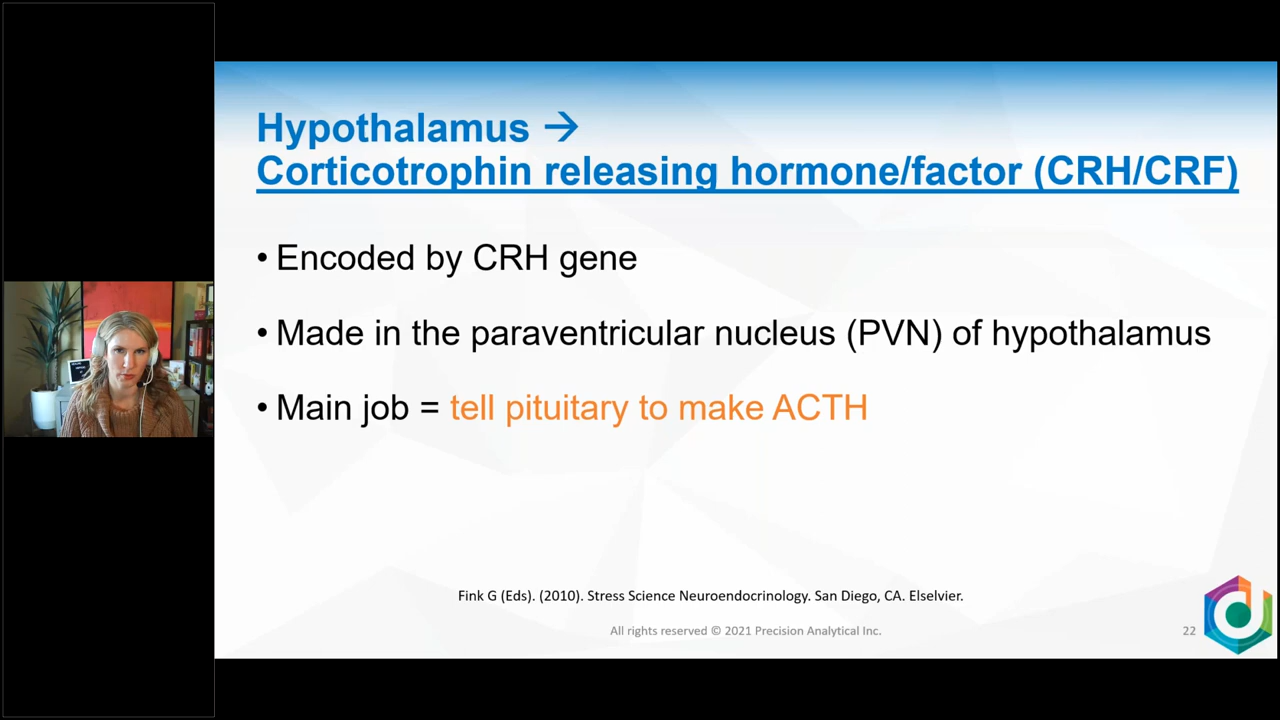 Hypothalamus →
Corticotrophin releasing hormone/factor (CRH/CRF)
• Encoded by CRH gene
• Made in the paraventricular nucleus (PVN) of hypothalamus
• Main job = tell pituitary to make ACTH
Fink G (Eds). (2010). Stress Science Neuroendocrinology. San Diego, CA. Elselvier.
All rights reserved © 2021 Precision Analytical Inc.
22